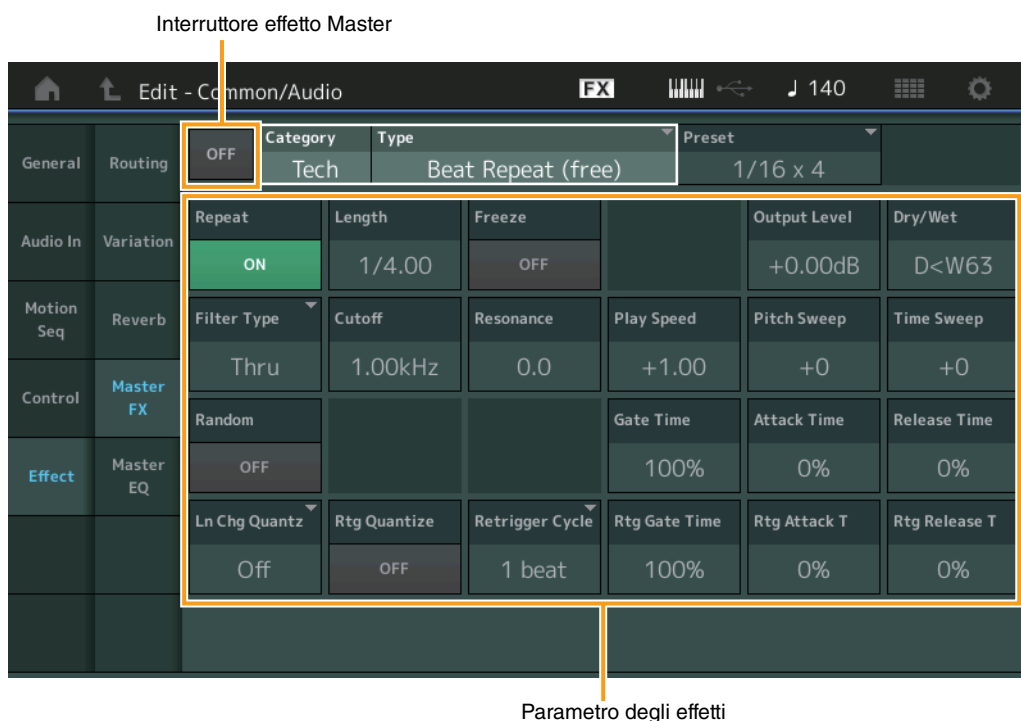 Interruttore effetto Master
Edit - Common/Audio
FX
♩ 140
General
Routing
OFF
Category
Tech
Type
Beat Repeat (free)
Preset
1/16 x 4
Audio In
Variation
Repeat
ON
Length
1/4.00
Freeze
OFF
Output Level
+0.00dB
Dry/Wet
D<W63
Motion
Seq
Reverb
Filter Type
Thru
Cutoff
1.00kHz
Resonance
0.0
Play Speed
+1.00
Pitch Sweep
+0
Time Sweep
+0
Control
Master
FX
Random
OFF
Gate Time
100%
Attack Time
0%
Release Time
0%
Effect
Master
EQ
Ln Chg Quantz
Off
Rtg Quantize
OFF
Retrigger Cycle
1 beat
Rtg Gate Time
100%
Rtg Attack T
0%
Rtg Release T
0%
Parametro degli effetti